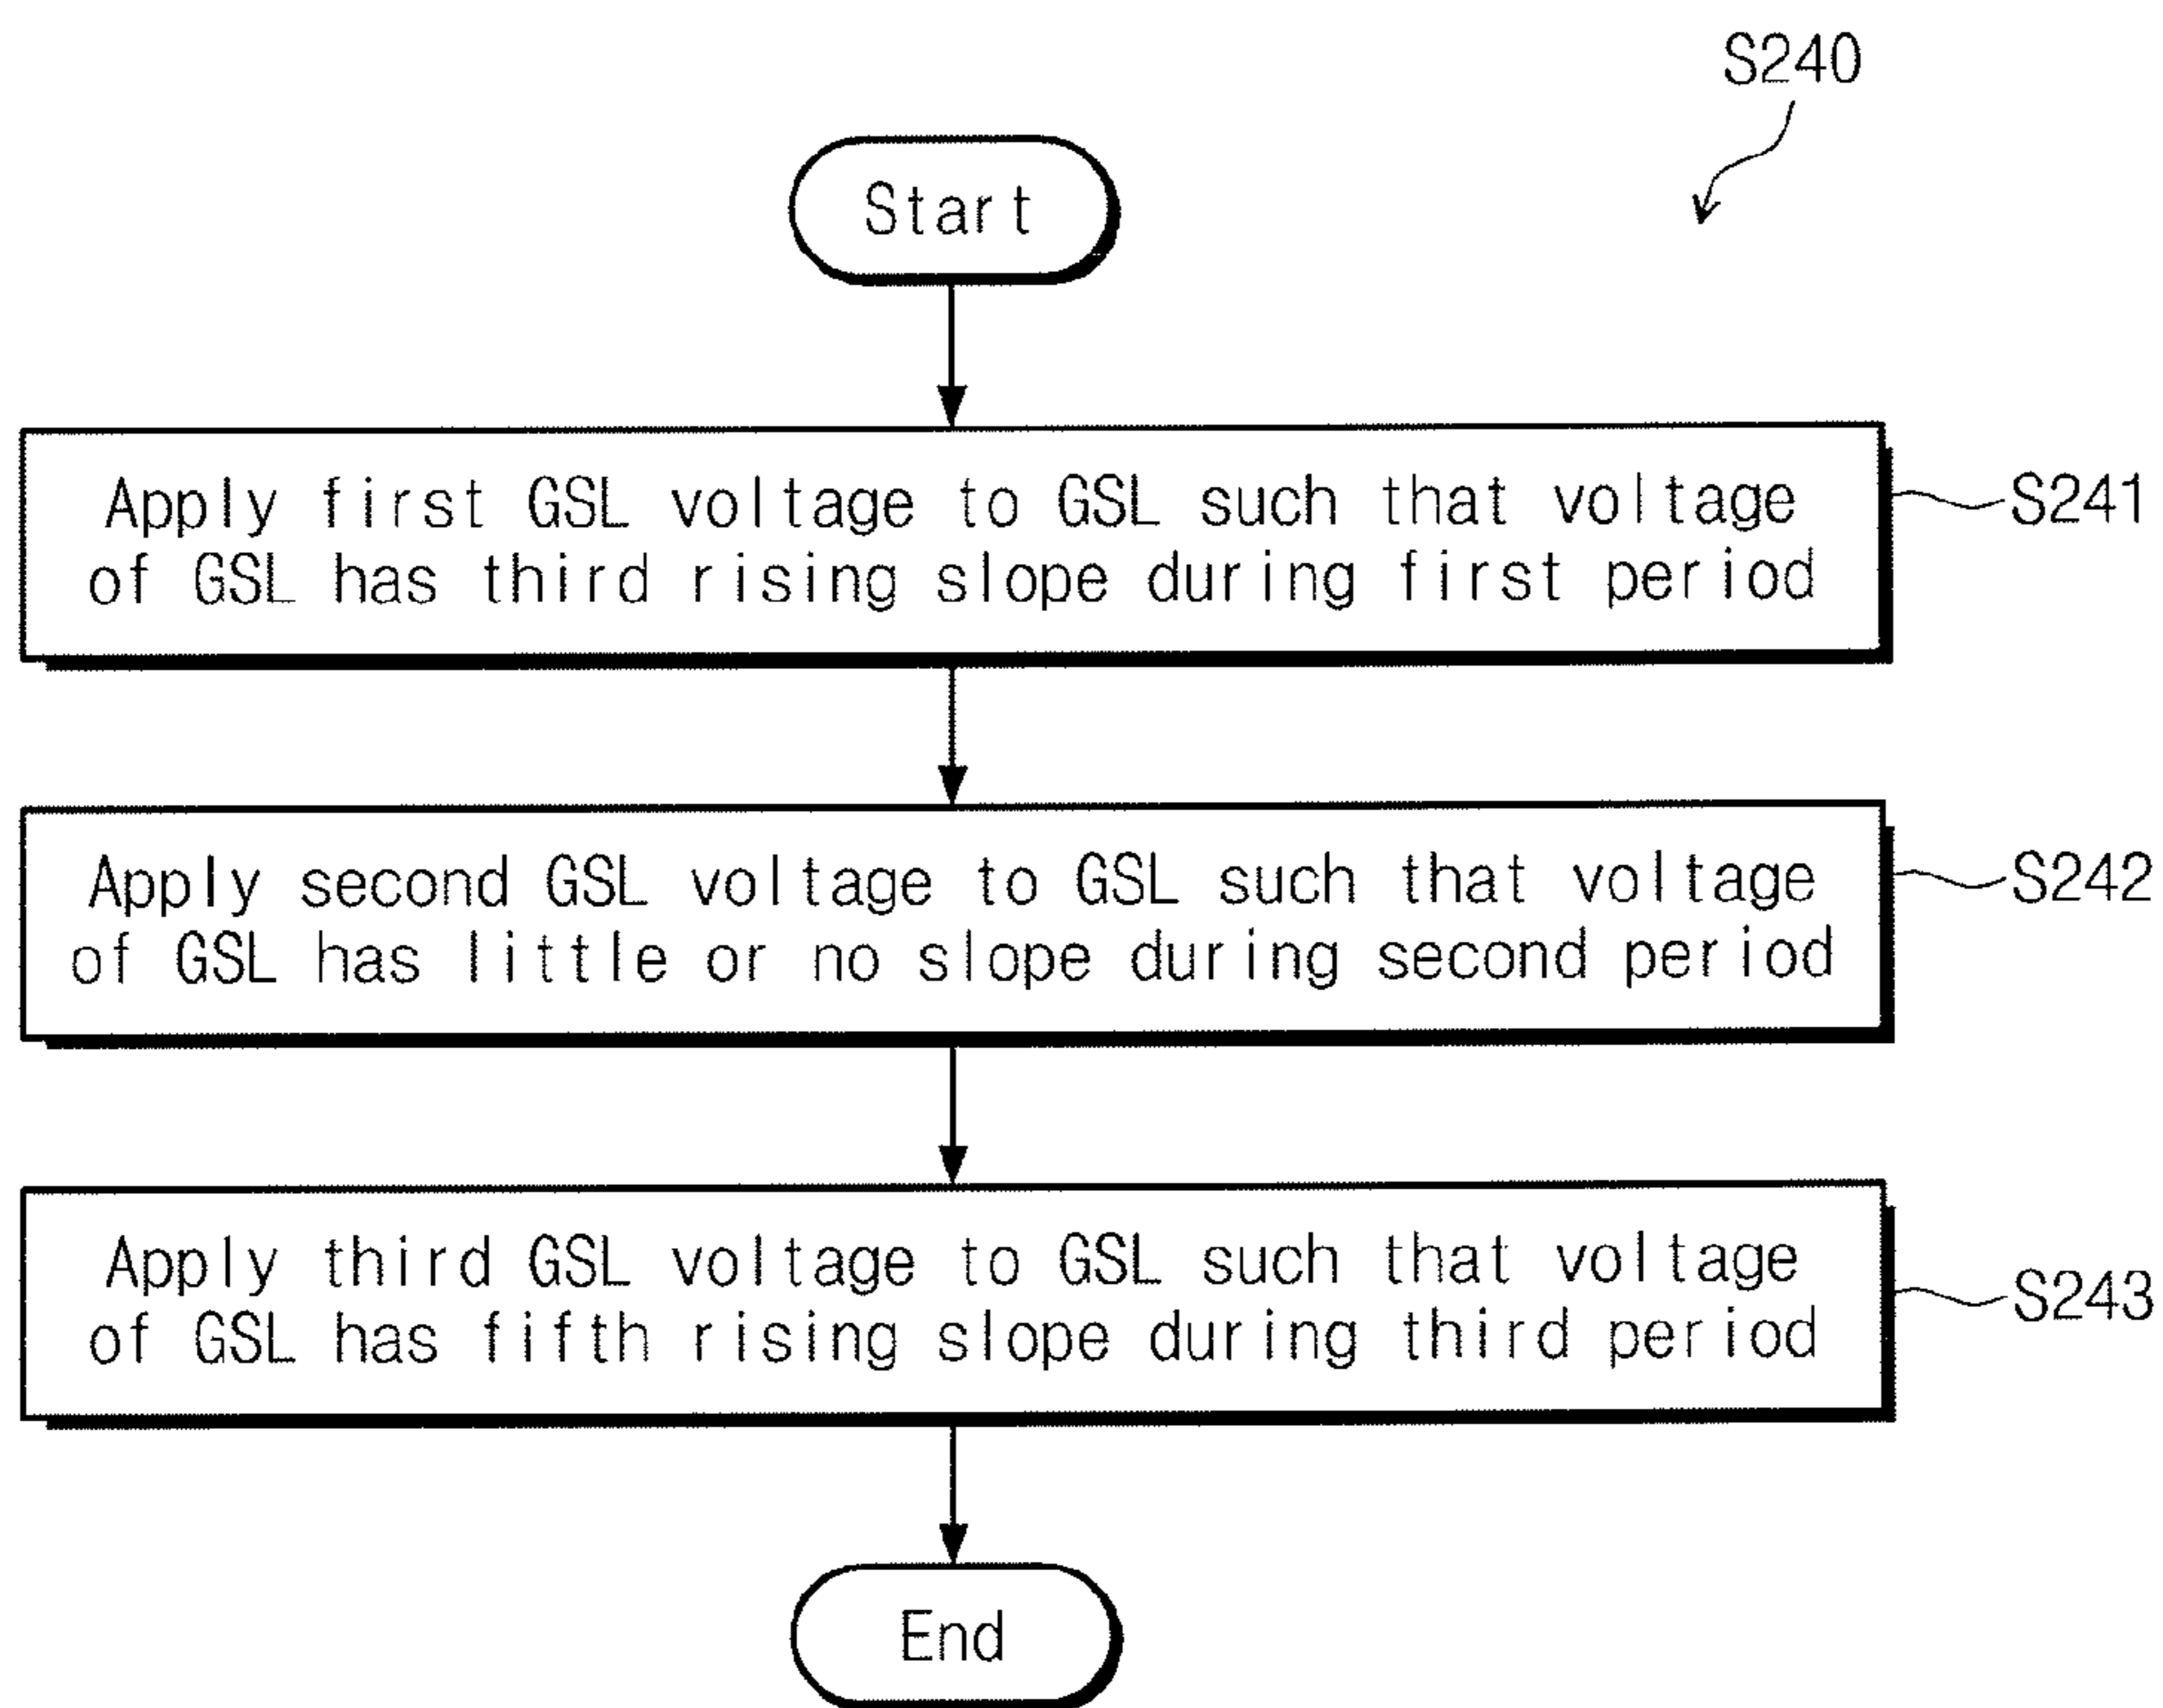 S240
Start
Apply first GSL voltage to GSL such that voltage
of GSL has third rising slope during first period
S241
Apply second GSL voltage to GSL such that voltage
of GSL has little or no slope during second period
S242
Apply third GSL voltage to GSL such that voltage
of GSL has fifth rising slope during third period
S243
End